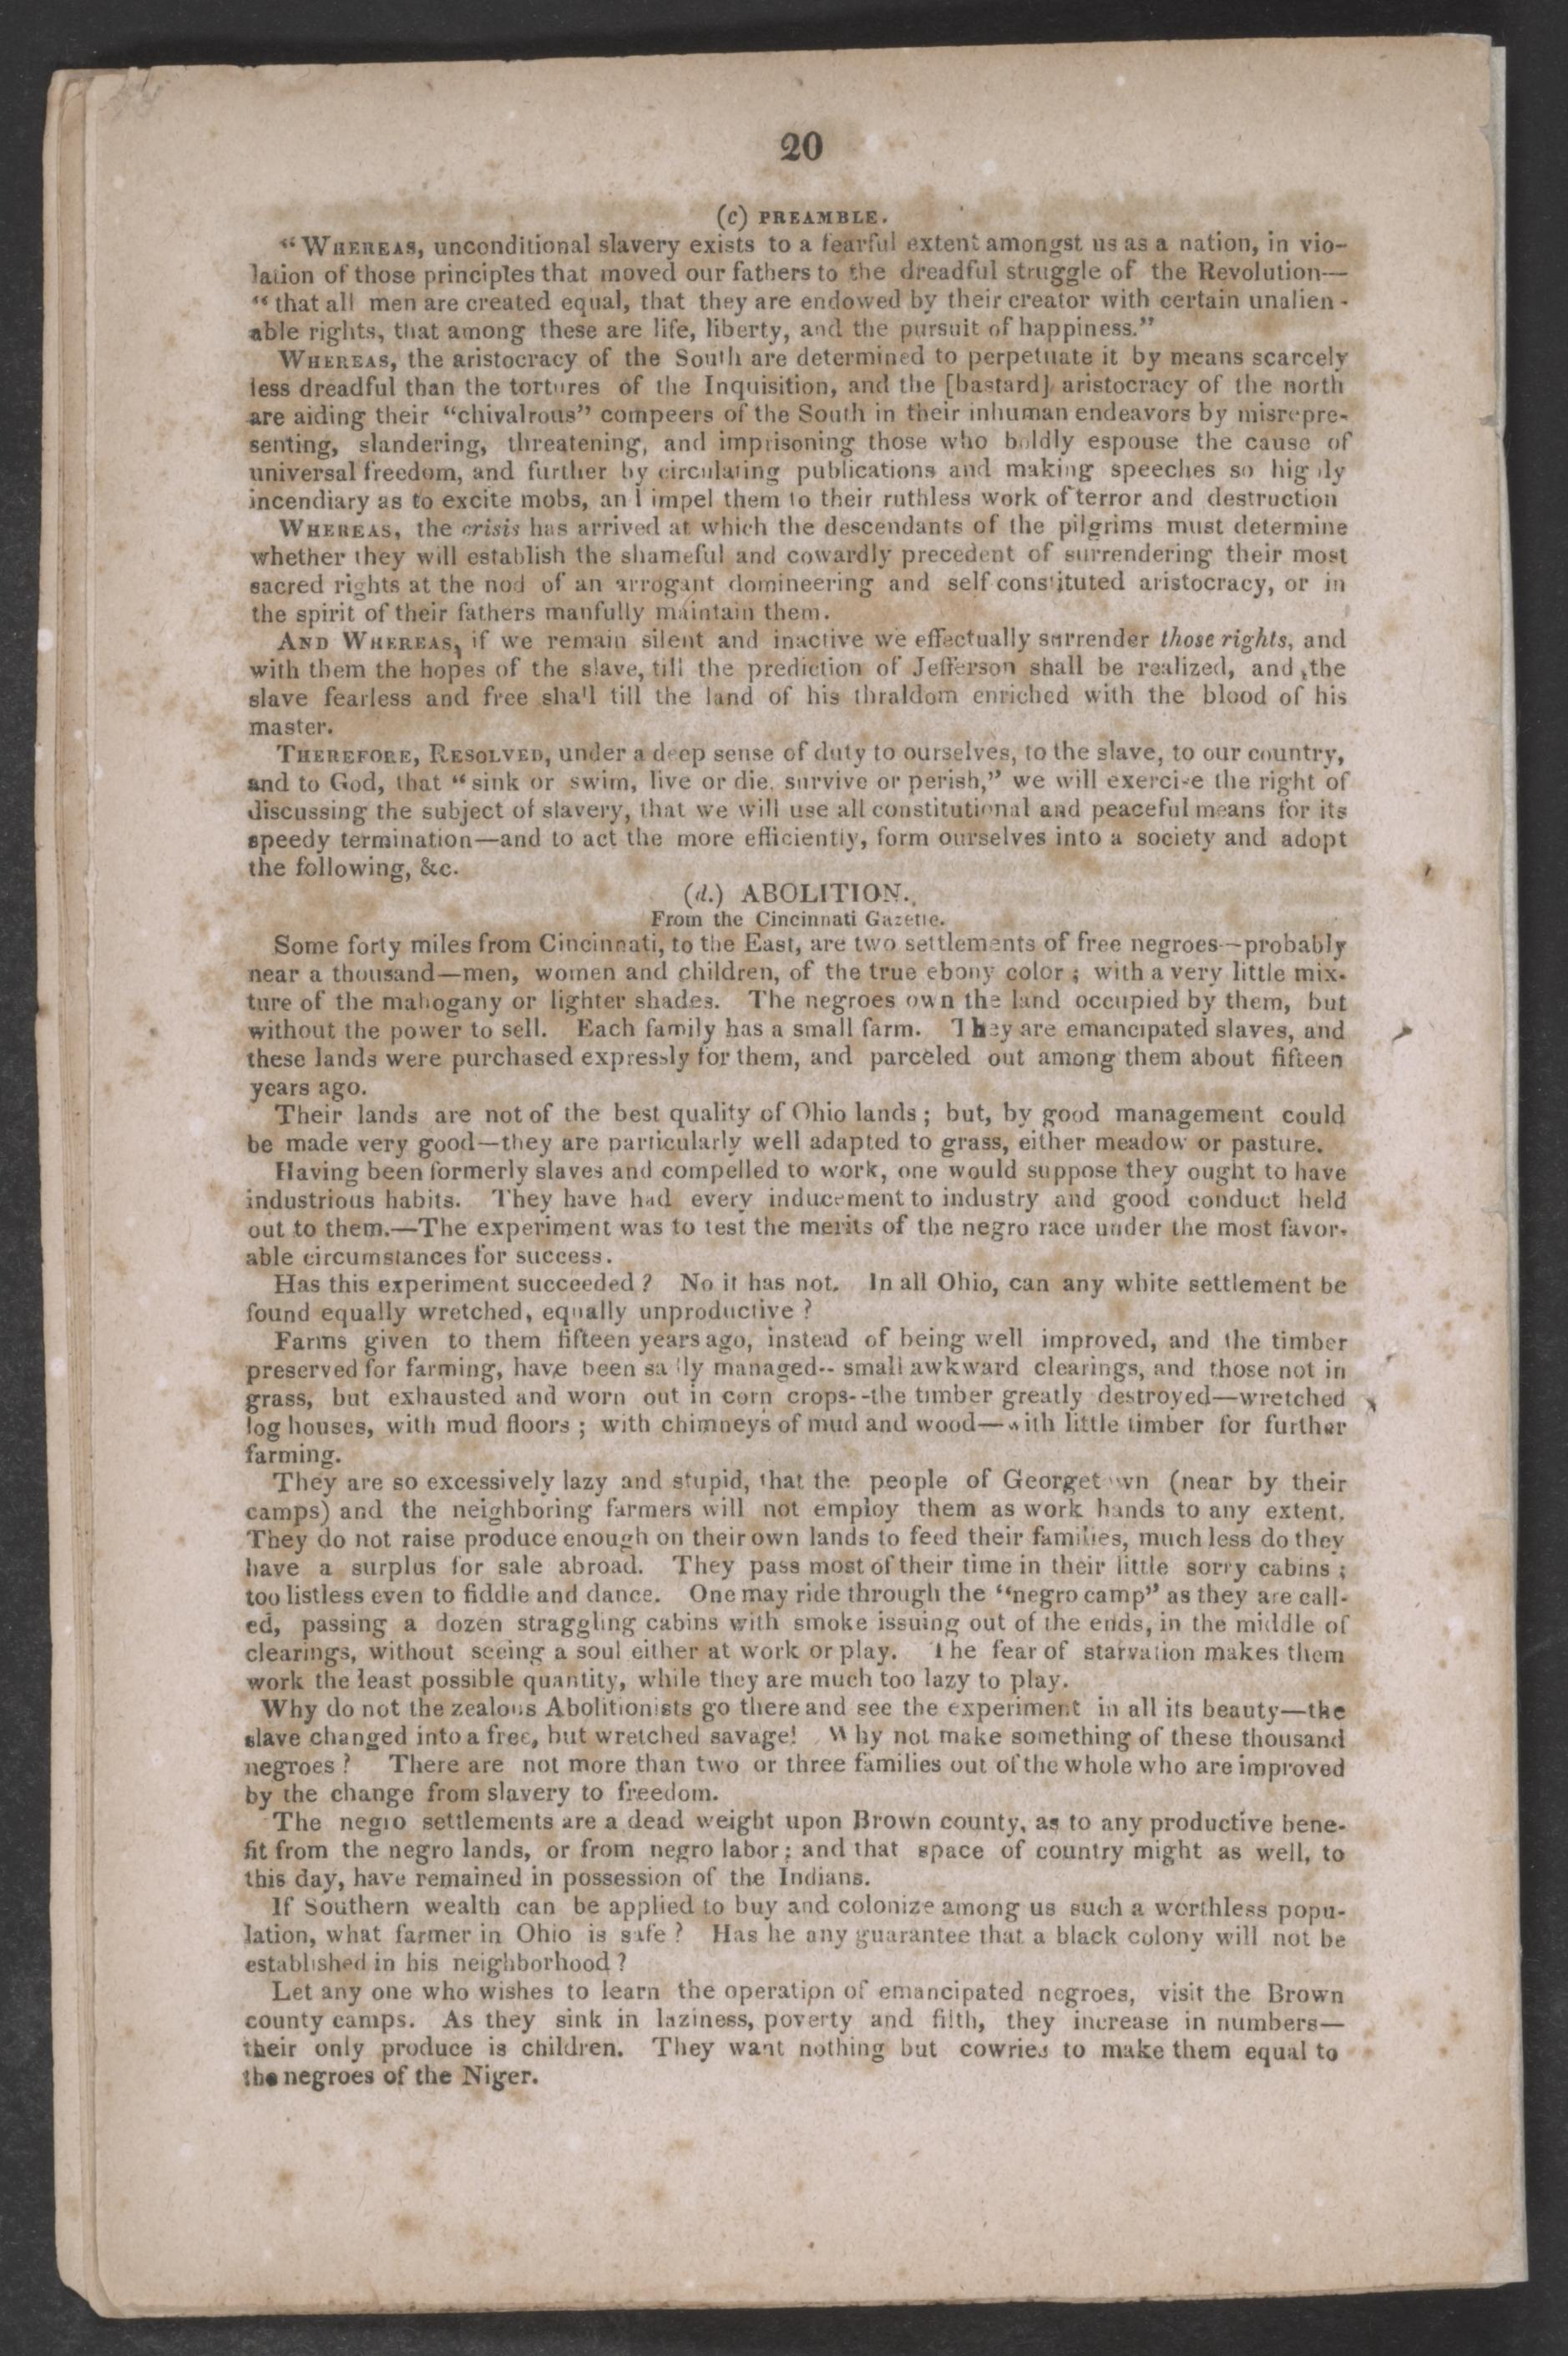 20
(c) PREAMBLE.
"WHEREAS, unconditional slavery exists to a fearful extent amongst us as a nation, in vio-
lation of those principles that moved our fathers to the dreadful struggle of the Revolution—
"that all men are created equal, that they are endowed by their creator with certain unalien-
able rights, that among these are life, liberty, and the pursuit of happiness."
WHEREAS, the aristocracy of the South are determined to perpetuate it by means scarcely
less dreadful than the tortures of the Inquisition, and the [bastard] aristocracy of the north
are aiding their "chivalrous" compeers of the South in their inhuman endeavors by misrepre-
senting, slandering, threatening, and imprisoning those who boldly espouse the cause of
universal freedom, and further by circulating publications and making speeches so highly
incendiary as to excite mobs, and impel them to their ruthless work of terror and destruction
WHEREAS, the crisis has arrived at which the descendants of the pilgrims must determine
whether they will establish the shameful and cowardly precedent of surrendering their most
sacred rights at the nod of an arrogant domineering and self constituted aristocracy, or in
the spirit of their fathers manfully maintain them.
AND WHEREAS, if we remain silent and inactive we effectually surrender those rights, and
with them the hopes of the slave, till the prediction of Jefferson shall be realized, and the
slave fearless and free shall till the land of his thraldom enriched with the blood of his
master.
THEREFORE, RESOLVED, under a deep sense of duty to ourselves, to the slave, to our country,
and to God, that "sink or swim, live or die, survive or perish," we will exercise the right of
discussing the subject of slavery, that we will use all constitutional and peaceful means for its
speedy termination—and to act the more efficiently, form ourselves into a society and adopt
the following, &c.
(d.) ABOLITION.
From the Cincinnati Gazette.
Some forty miles from Cincinnati, to the East, are two settlements of free negroes--probably
near a thousand—men, women and children, of the true ebony color; with a very little mix-
ture of the mahogany or lighter shades. The negroes own the land occupied by them, but
without the power to sell. Each family has a small farm. They are emancipated slaves, and
these lands were purchased expressly for them, and parceled out among them about fifteen
years ago.
Their lands are not of the best quality of Ohio lands; but, by good management could
be made very good—they are particularly well adapted to grass, either meadow or pasture.
Having been formerly slaves and compelled to work, one would suppose they ought to have
industrious habits. They have had every inducement to industry and good conduct held
out to them.—The experiment was to test the merits of the negro race under the most favor-
able circumstances for success.
Has this experiment succeeded? No it has not. In all Ohio, can any white settlement be
found equally wretched, equally unproductive?
Farms given to them fifteen years ago, instead of being well improved, and the timber
preserved for farming, have been sadly managed-- small awkward clearings, and those not in
grass, but exhausted and worn out in corn crops--the timber greatly destroyed—wretched
log houses, with mud floors; with chimneys of mud and wood—with little timber for further
farming.
They are so excessively lazy and stupid, that the people of Georgetown (near by their
camps) and the neighboring farmers will not employ them as work hands to any extent.
They do not raise produce enough on their own lands to feed their families, much less do they
have a surplus for sale abroad. They pass most of their time in their little sorry cabins;
too listless even to fiddle and dance. One may ride through the "negro camp" as they are call-
ed, passing a dozen straggling cabins with smoke issuing out of the ends, in the middle of
clearings, without seeing a soul either at work or play. The fear of starvation makes them
work the least possible quantity, while they are much too lazy to play.
Why do not the zealous Abolitionists go there and see the experiment in all its beauty—the
slave changed into a free, but wretched savage! Why not make something of these thousand
negroes? There are not more than two or three families out of the whole who are improved
by the change from slavery to freedom.
The negro settlements are a dead weight upon Brown county, as to any productive bene-
fit from the negro lands, or from negro labor; and that space of country might as well, to
this day, have remained in possession of the Indians.
If Southern wealth can be applied to buy and colonize among us such a worthless popu-
lation, what farmer in Ohio is safe? Has he any guarantee that a black colony will not be
established in his neighborhood?
Let any one who wishes to learn the operation of emancipated negroes, visit the Brown
county camps. As they sink in laziness, poverty and filth, they increase in numbers—
their only produce is children. They want nothing but cowries to make them equal to
the negroes of the Niger.